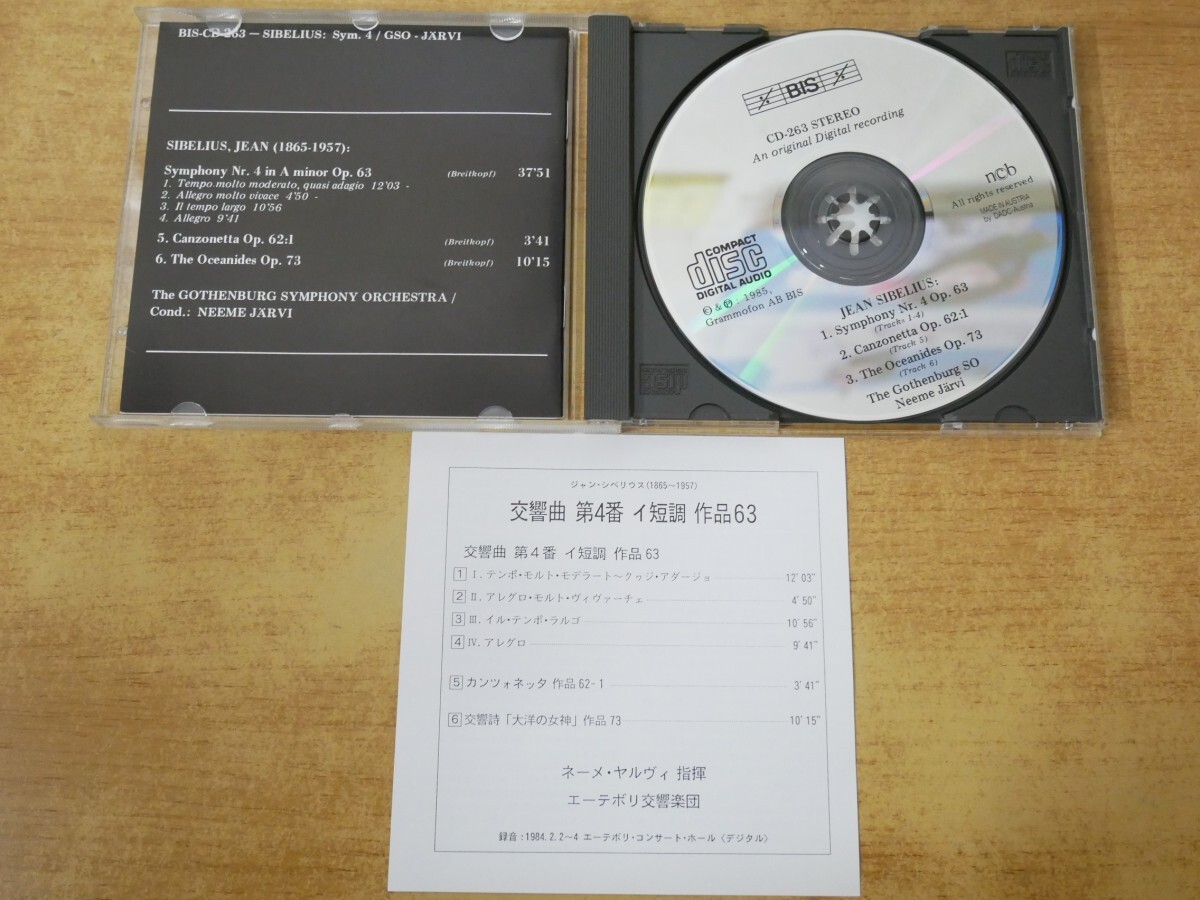 BIS-CD-263 — SIBELIUS: Sym. 4 / GSO - JÄRVI
SIBELIUS, JEAN (1865-1957):
Symphony Nr. 4 in A minor Op. 63 (Breitkopf) 37'51
1. Tempo molto moderato, quasi adagio 12'03 -
2. Allegro molto vivace 4'50 -
3. Il tempo largo 10'56
4. Allegro 9'41
5. Canzonetta Op. 62:1 (Breitkopf) 3'41
6. The Oceanides Op. 73 (Breitkopf) 10'15
The GOTHENBURG SYMPHONY ORCHESTRA /
Cond.: NEEME JÄRVI
BIS
CD-263 STEREO
An original Digital recording
ncb
All rights reserved
MADE IN AUSTRIA
by DADC-Austria
COMPACT
disc
DIGITAL AUDIO
© & ℗ : 1985,
Grammofon AB BIS
JEAN SIBELIUS:
1. Symphony Nr. 4 Op. 63
(Tracks 1-4)
2. Canzonetta Op. 62:1
(Track 5)
3. The Oceanides Op. 73
(Track 6)
The Gothenburg SO
Neeme Järvi
ジャン・シベリウス(1865〜1957)
交響曲 第4番 イ短調 作品63
交響曲 第4番 イ短調 作品63
1 I. テンポ・モルト・モデラート〜クヮジ・アダージョ 12'03"
2 II. アレグロ・モルト・ヴィヴァーチェ 4'50"
3 III. イル・テンポ・ラルゴ 10'56"
4 IV. アレグロ 9'41"
5 カンツォネッタ 作品62-1 3'41"
6 交響詩「大洋の女神」作品73 10'15"
ネーメ・ヤルヴィ 指揮
エーテボリ交響楽団
録音:1984. 2. 2〜4 エーテボリ・コンサート・ホール〈デジタル〉